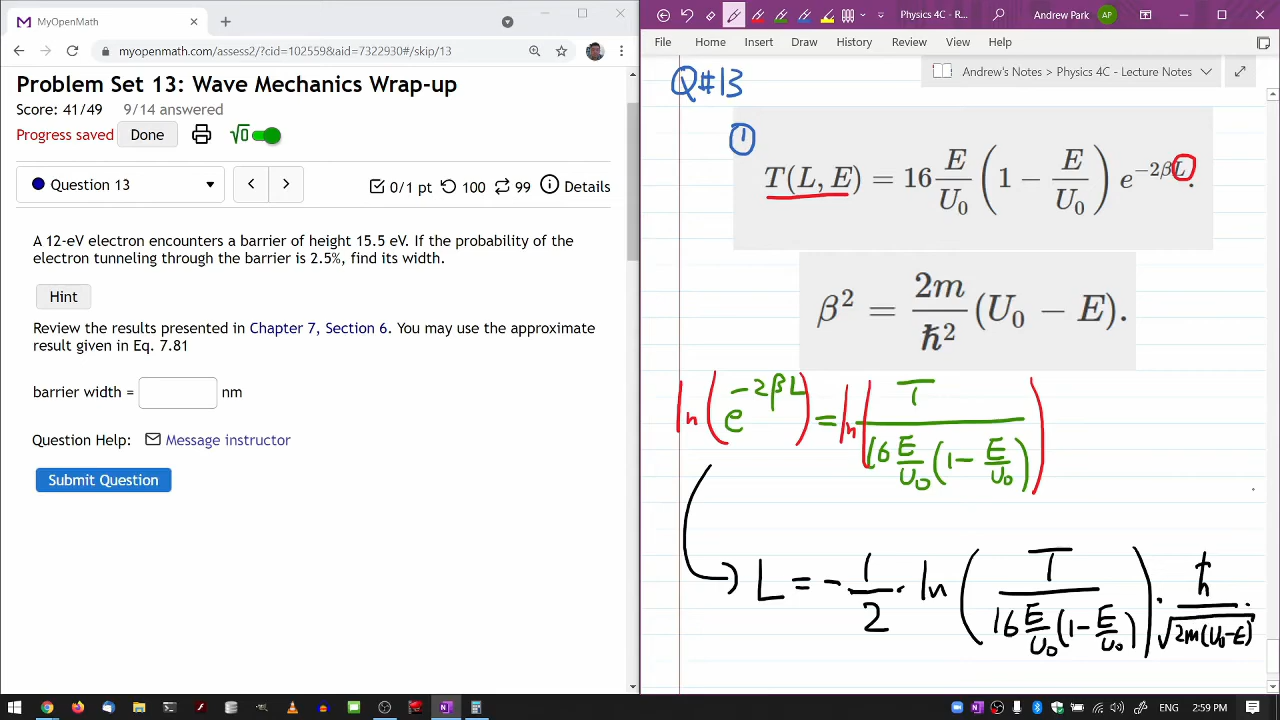 MyOpenMath
myopenmath.com/assess2/?cid=102559&aid=7322930#/skip/13
Problem Set 13: Wave Mechanics Wrap-up
Score: 41/49 9/14 answered
Progress saved Done √0
Question 13 0/1 pt 100 99 Details
A 12-eV electron encounters a barrier of height 15.5 eV. If the probability of the
electron tunneling through the barrier is 2.5%, find its width.
Hint
Review the results presented in Chapter 7, Section 6. You may use the approximate
result given in Eq. 7.81
barrier width = nm
Question Help: Message instructor
Submit Question
Physics 4C - R... Andrew Park AP
File Home Insert Draw History Review View Help
Andrew's Notes > Physics 4C - Lecture Notes
Q#13
①
T(L, E) = 16 E/U₀ (1 − E/U₀) e^(−2βL).
β² = 2m/ℏ² (U₀ − E).
ln(e^(−2βL)) = ln(T / (16 E/U₀ (1 − E/U₀)))
L = − 1/2 · ln(T / (16 E/U₀ (1 − E/U₀))) · ℏ/√(2m(U₀−E))
ENG 2:59 PM